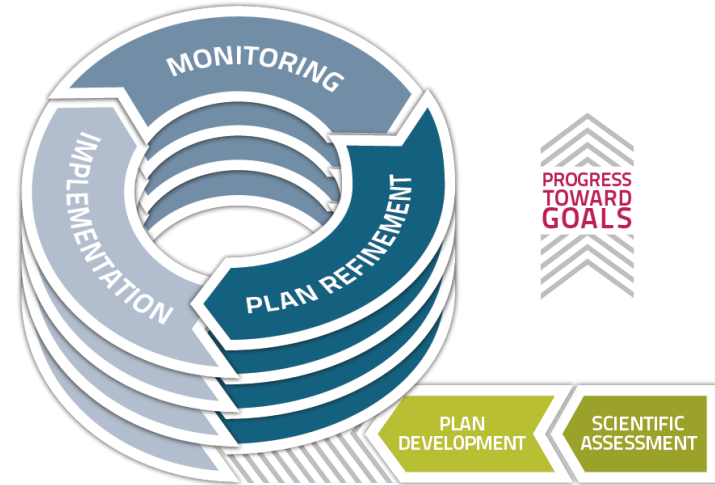 MONITORING
IMPLEMENTATION
PLAN REFINEMENT
PROGRESS
TOWARD
GOALS
PLAN
DEVELOPMENT
SCIENTIFIC
ASSESSMENT